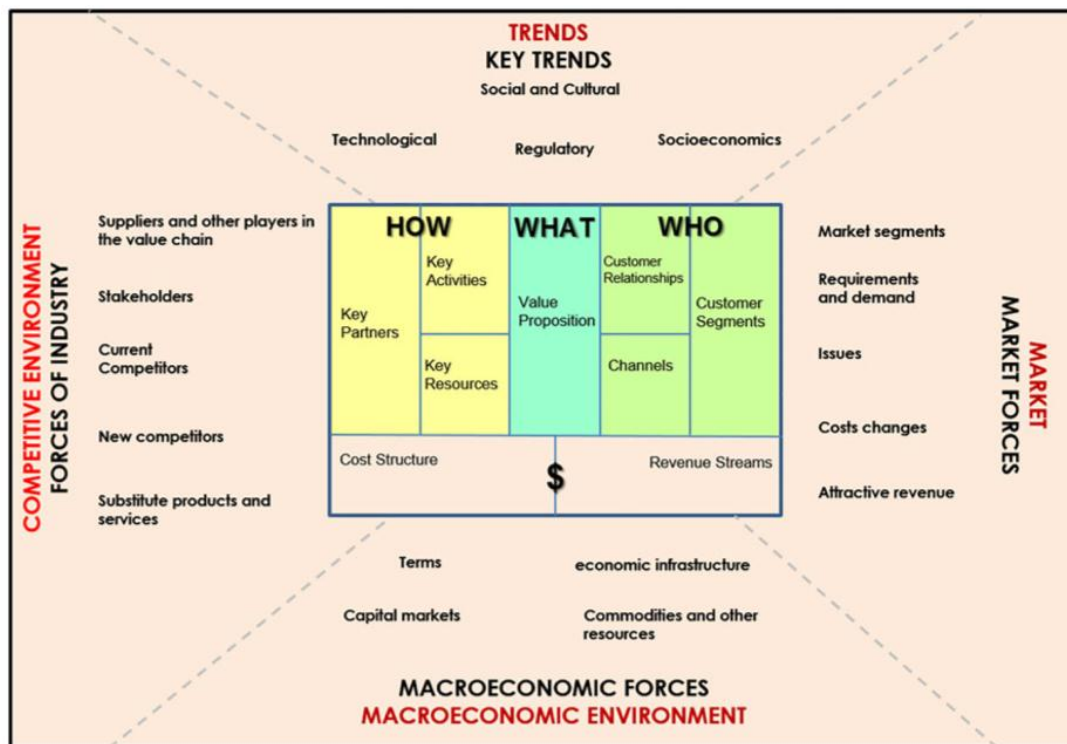 TRENDS
KEY TRENDS
Social and Cultural
Technological
Regulatory
Socioeconomics
COMPETITIVE ENVIRONMENT
FORCES OF INDUSTRY
Suppliers and other players in
the value chain
Stakeholders
Current
Competitors
New competitors
Substitute products and
services
HOW
WHAT
WHO
Key
Partners
Key
Activities
Key
Resources
Value
Proposition
Customer
Relationships
Channels
Customer
Segments
Cost Structure
$
Revenue Streams
Market segments
Requirements
and demand
Issues
Costs changes
Attractive revenue
MARKET
MARKET FORCES
Terms
economic infrastructure
Capital markets
Commodities and other
resources
MACROECONOMIC FORCES
MACROECONOMIC ENVIRONMENT